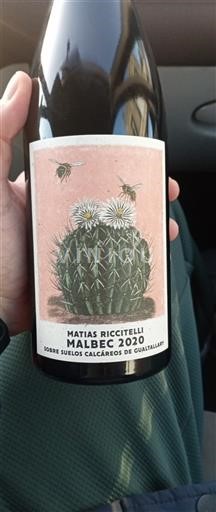 MATIAS RICCITELLI
MALBEC 2020
SOBRE SUELOS CALCÁREOS DE GUALTALLARY